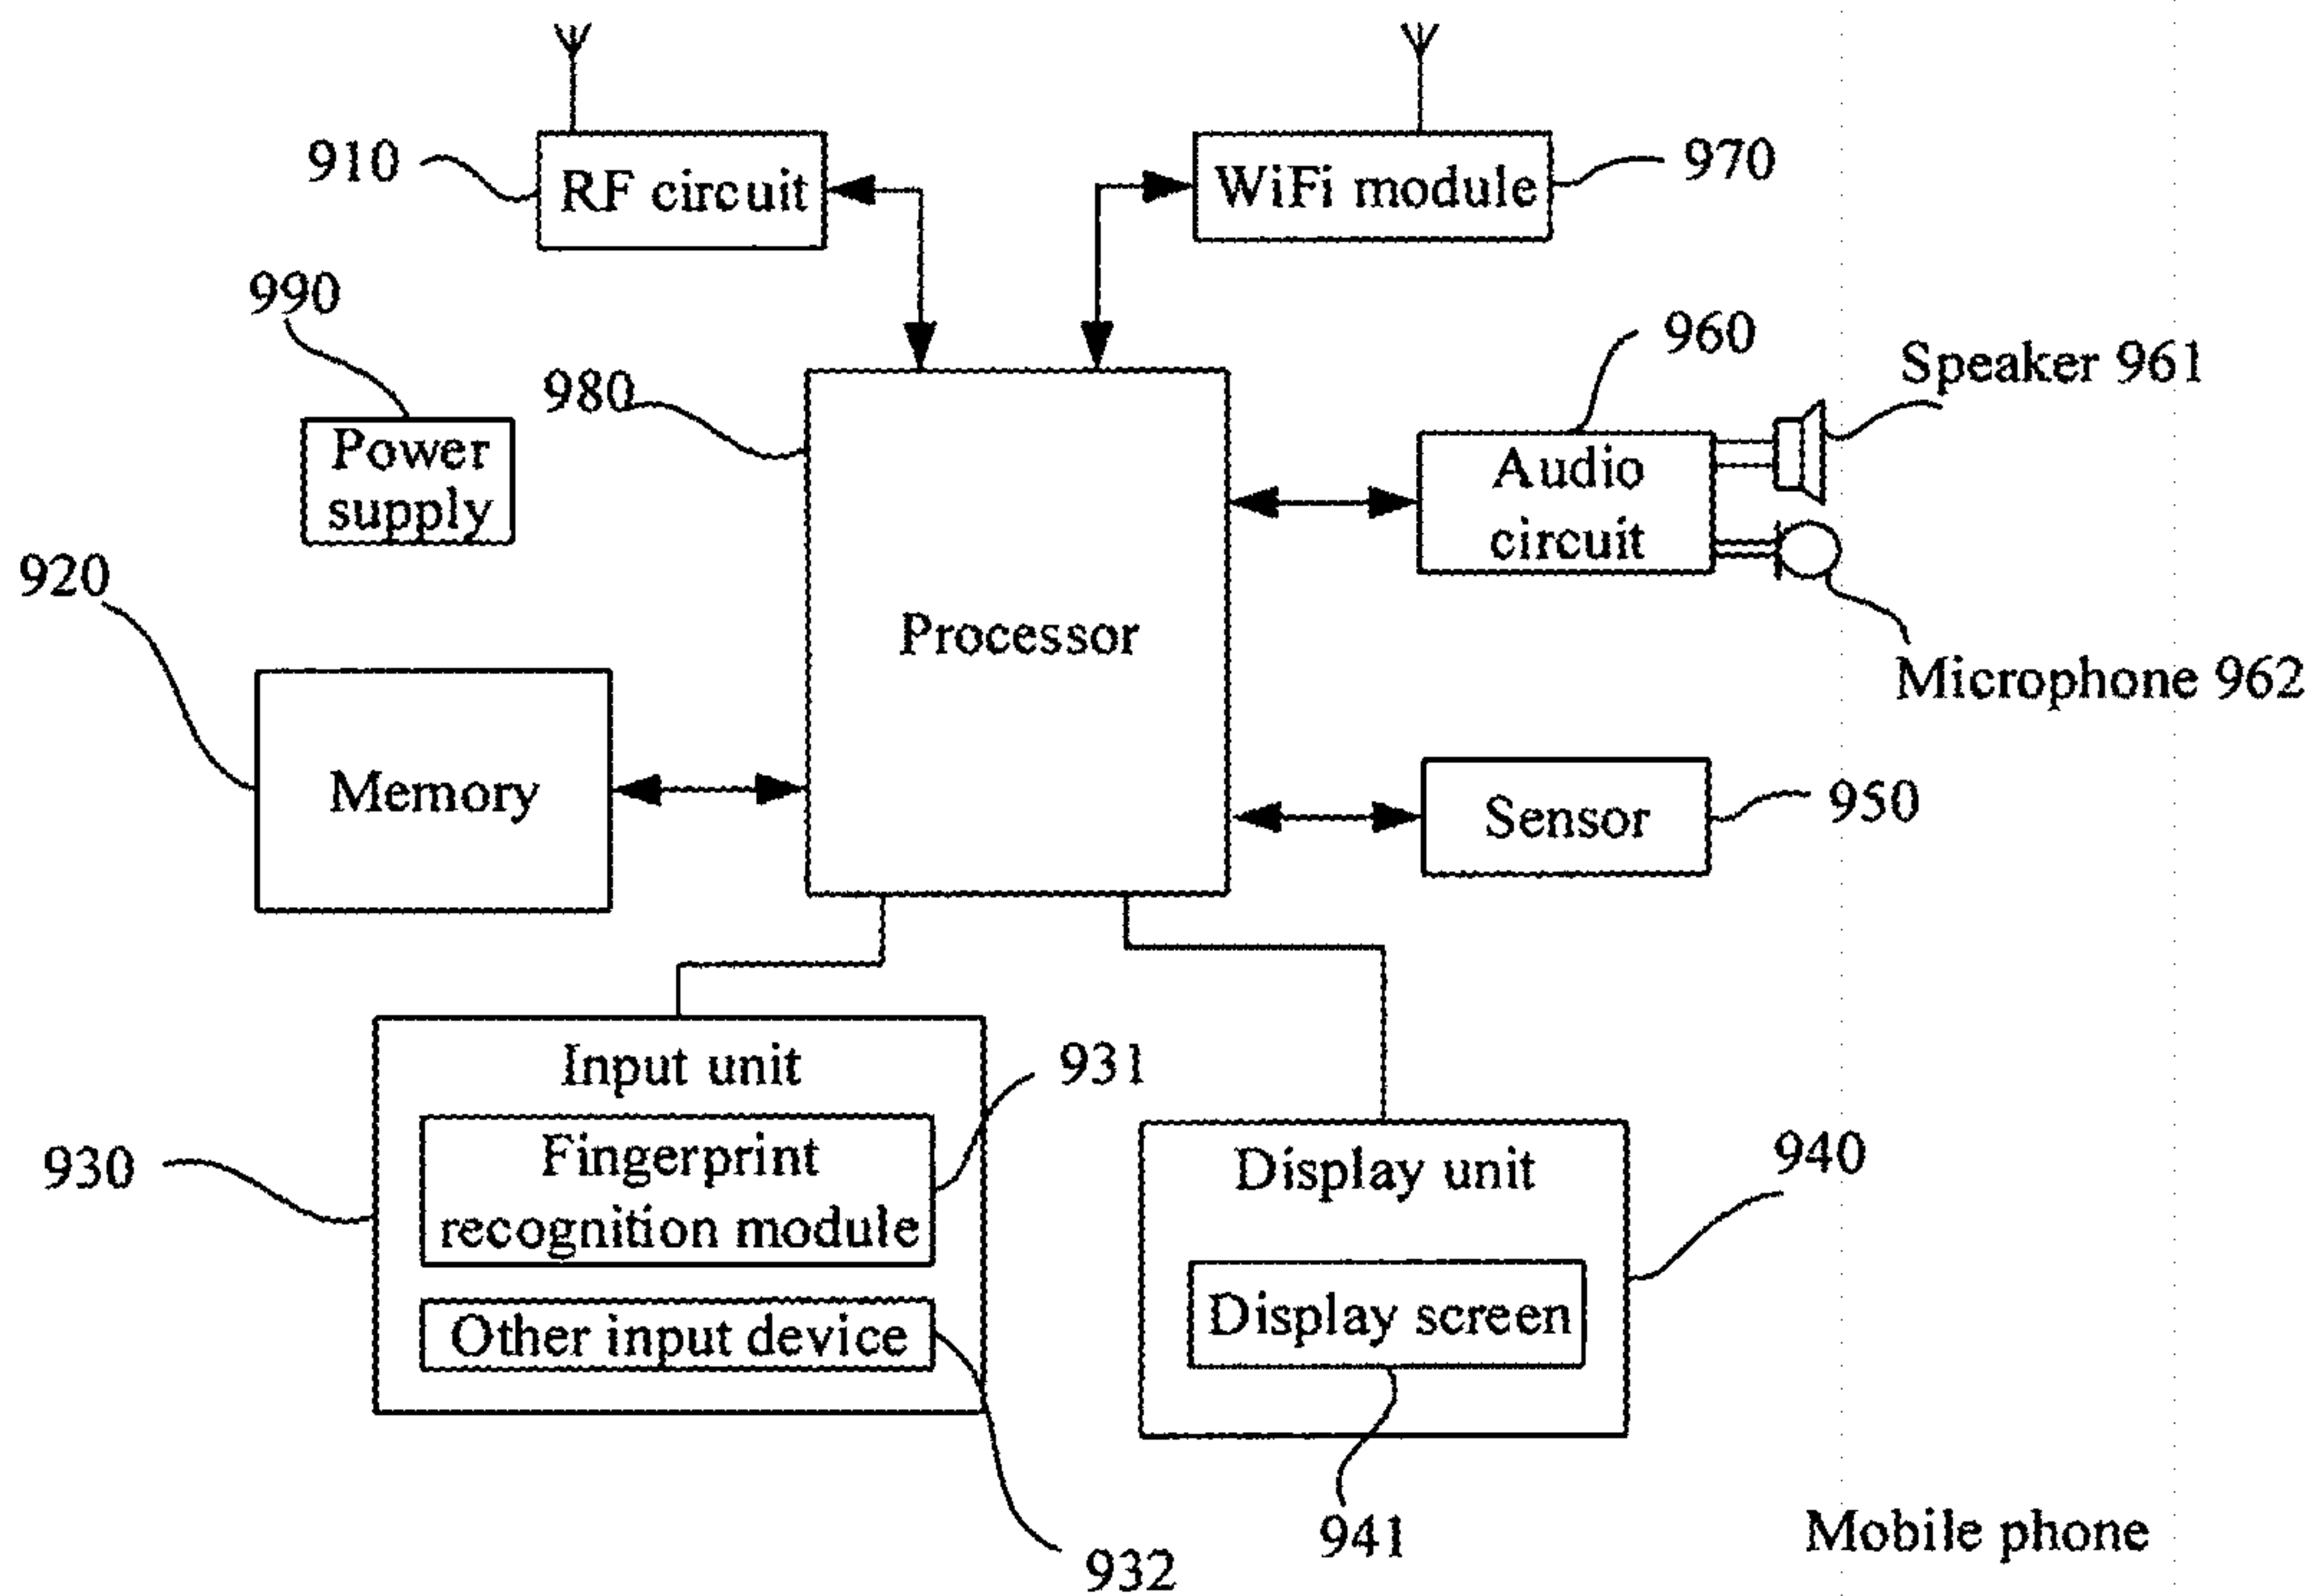 910
RF circuit
WiFi module
970
990
980
960
Speaker 961
Power
supply
Audio
circuit
920
Processor
Microphone 962
Memory
Sensor
950
Input unit
931
930
Fingerprint
recognition module
Display unit
940
Other input device
Display screen
941
932
Mobile phone